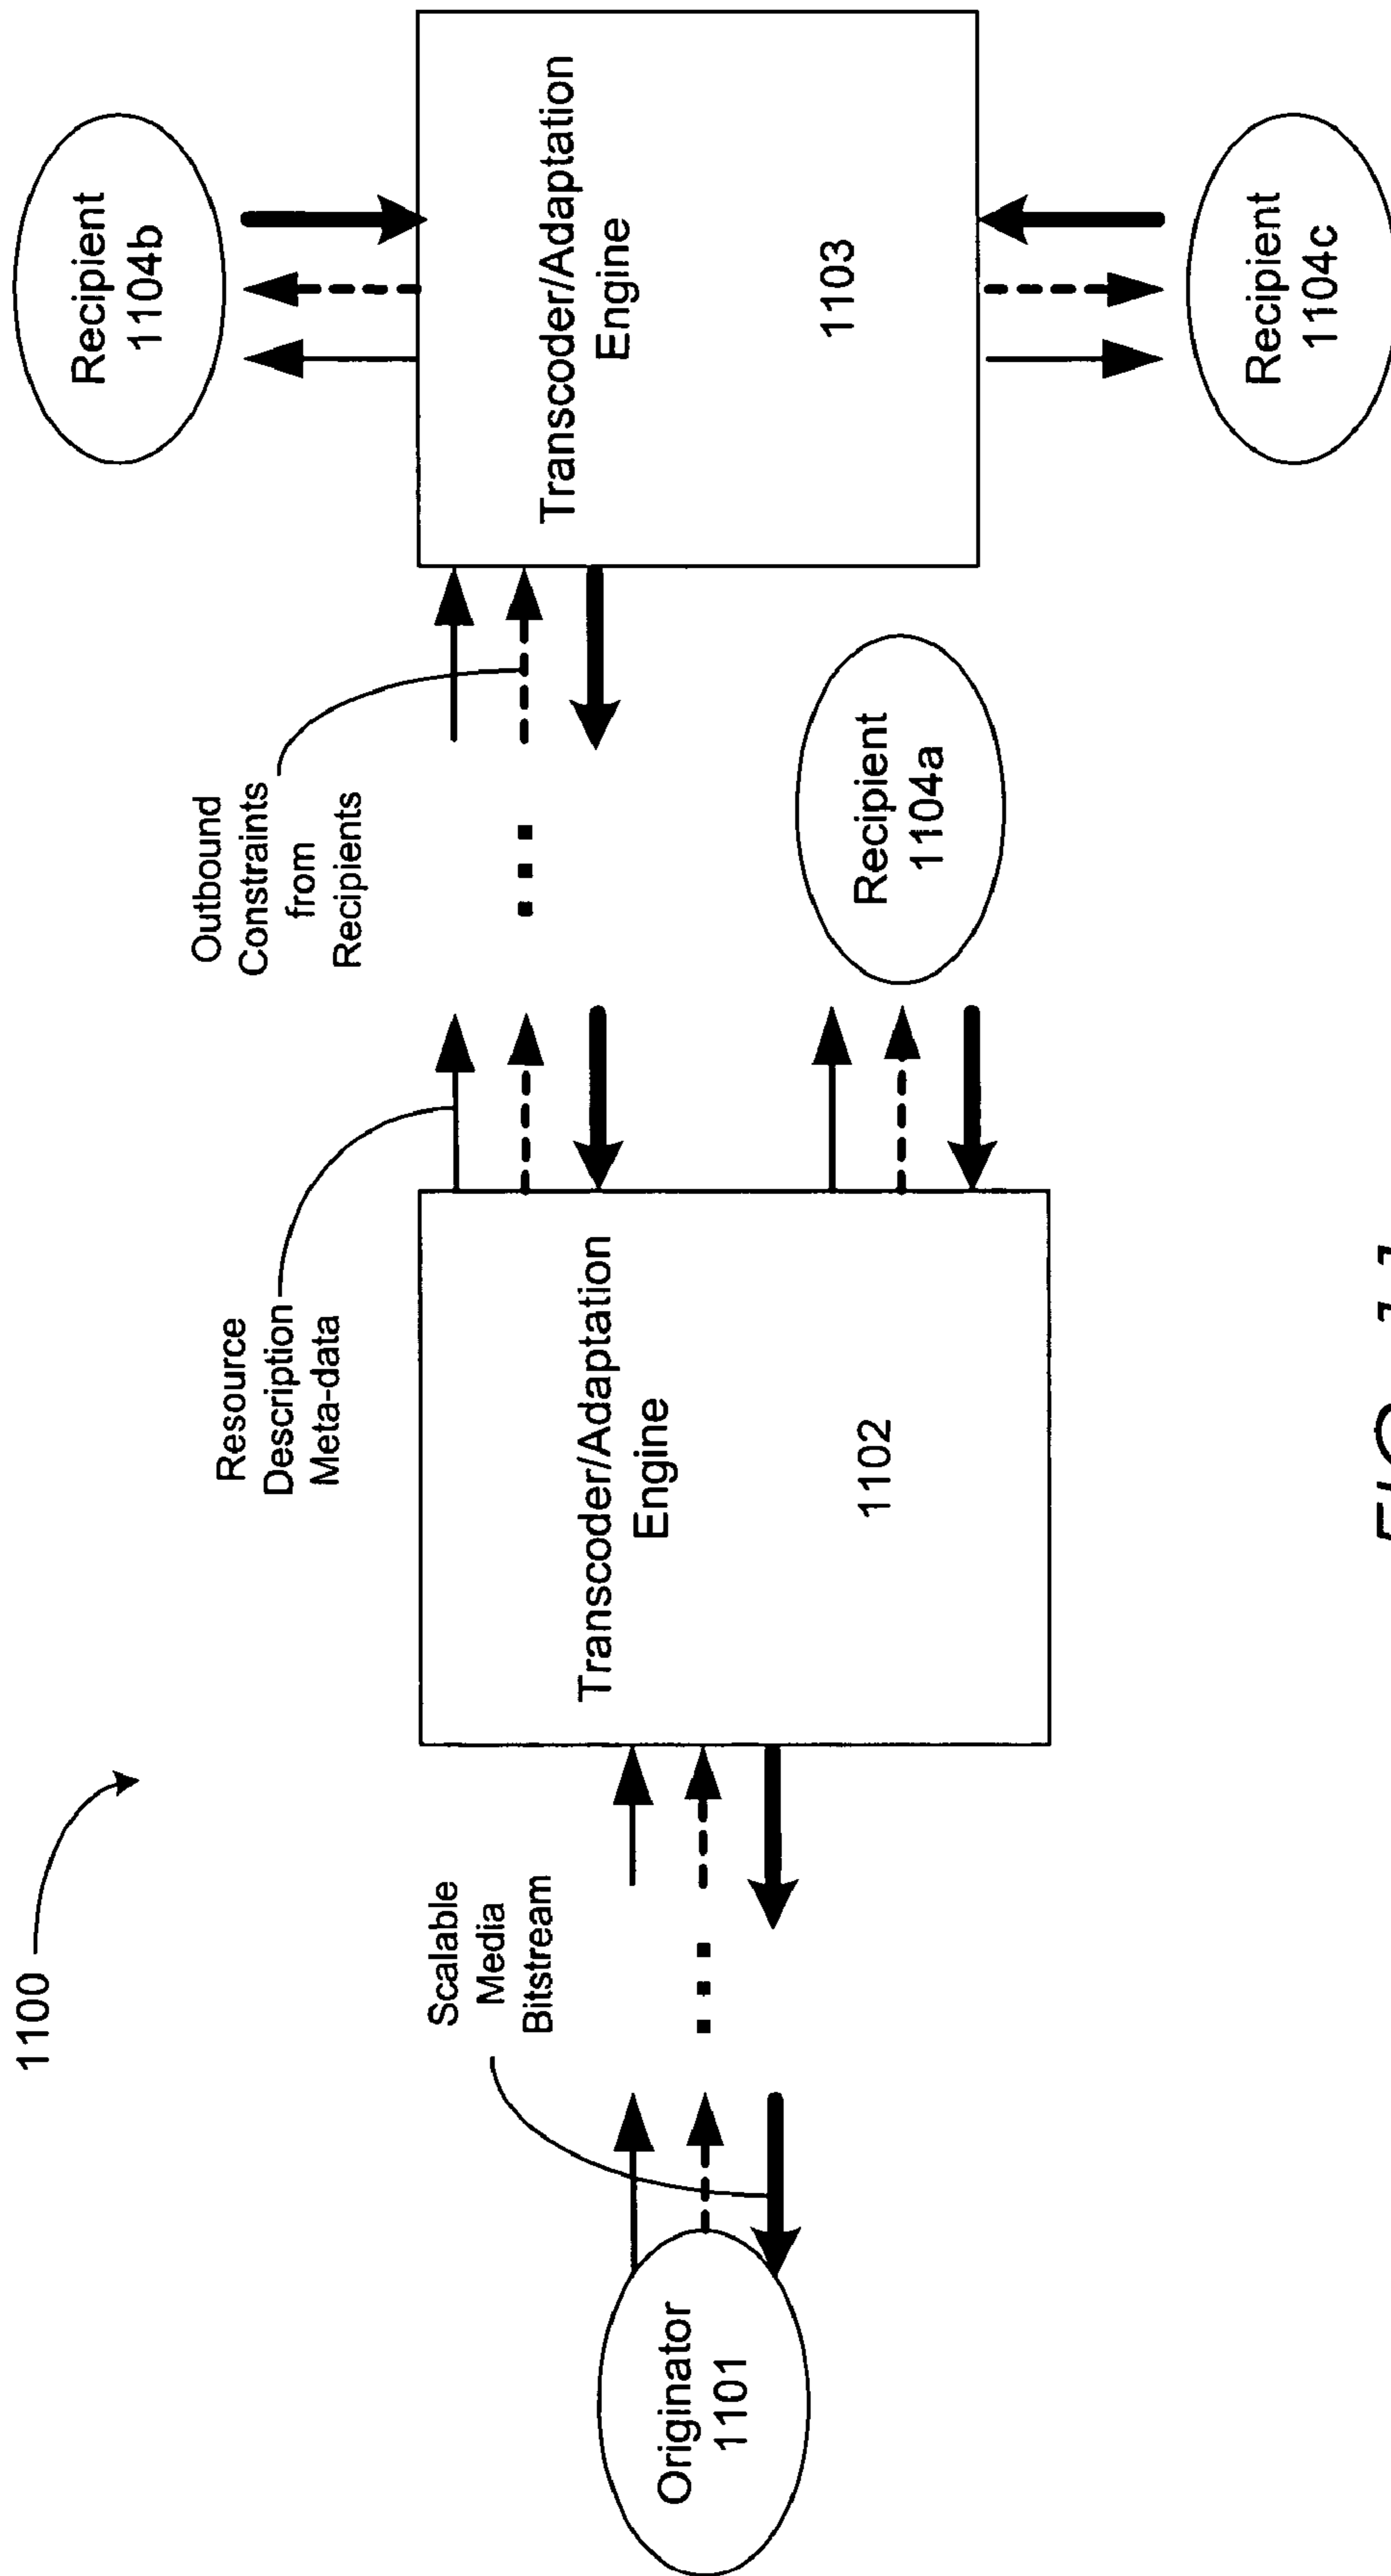 1100
Originator
1101
Scalable
Media
Bitstream
Transcoder/Adaptation
Engine
1102
Resource
Description
Meta-data
Outbound
Constraints
from
Recipients
Recipient
1104a
Transcoder/Adaptation
Engine
1103
Recipient
1104b
Recipient
1104c